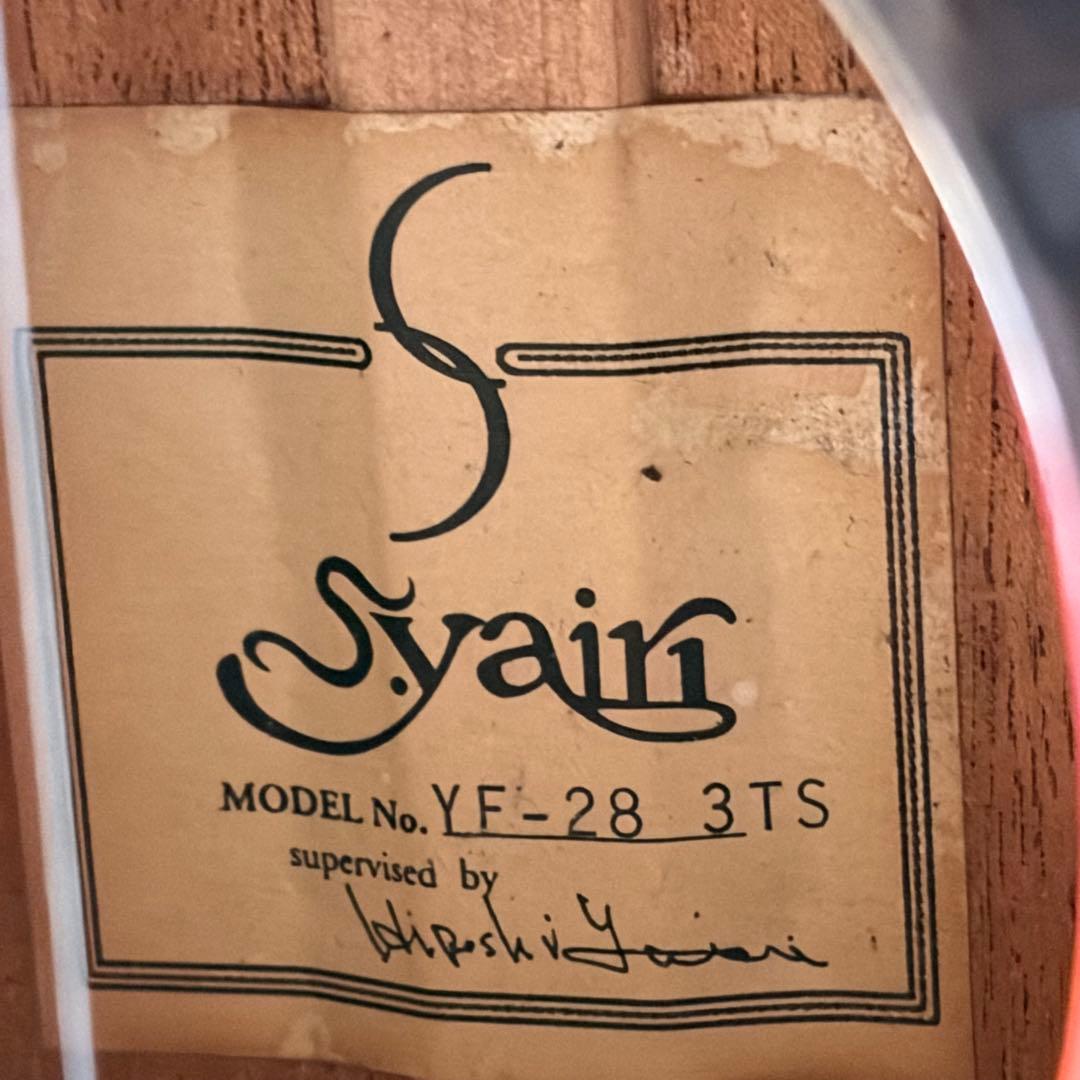 S
S.yairi
MODEL No. YF-28 3TS
supervised by
Hiroshi Yairi